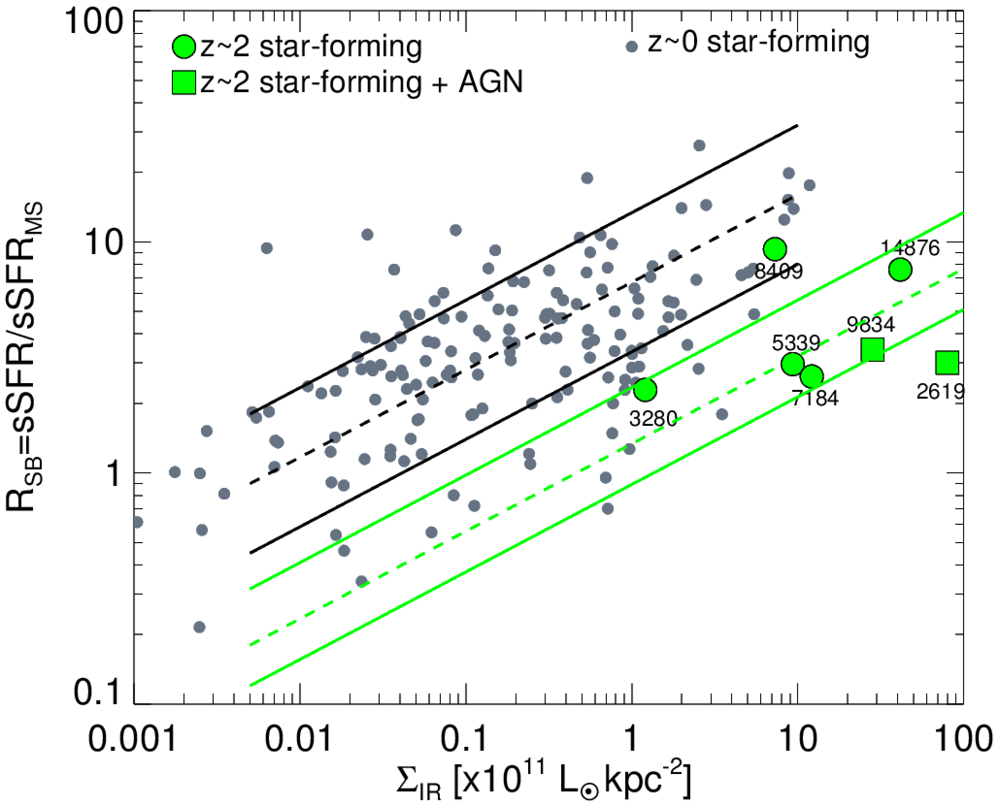 100
z~2 star-forming
z~0 star-forming
z~2 star-forming + AGN
10
14876
8409
9834
5339
7184
2619
3280
1
0.1
R_SB=sSFR/sSFR_MS
0.001 0.01 0.1 1 10 100
Σ_IR [x10^11 L_⊙ kpc^-2]